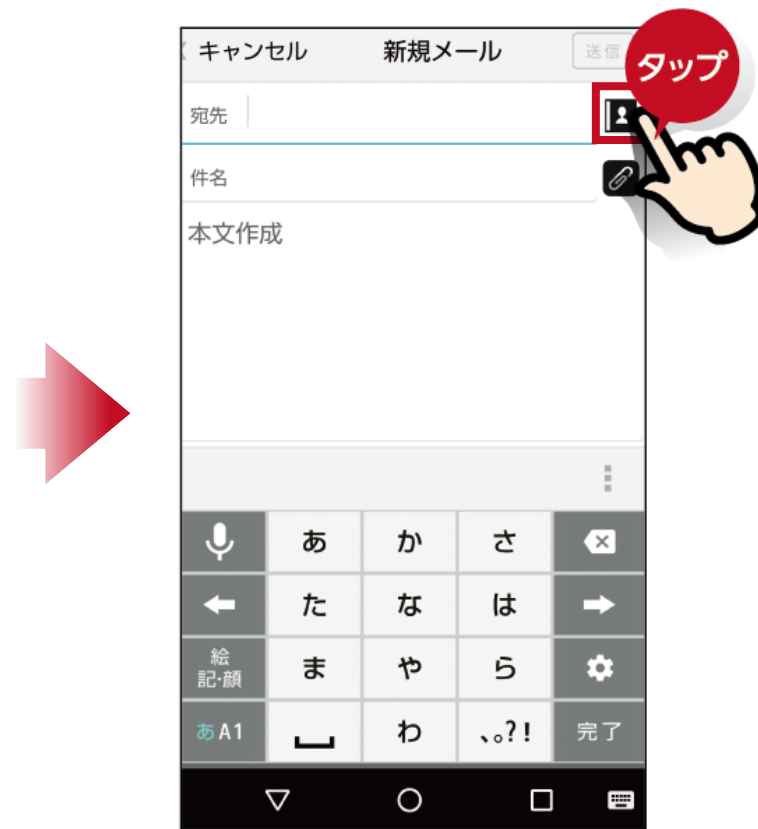 キャンセル 新規メール 送信
タップ
宛先
件名
本文作成
あ か さ
た な は
絵
記・顔 ま や ら
あA1 わ 、。?! 完了